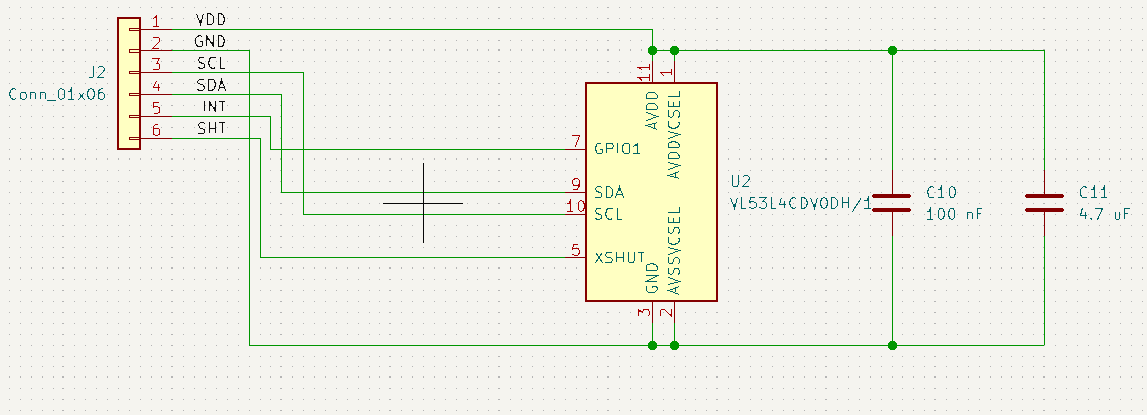 J2
Conn_01x06
1 VDD
2 GND
3 SCL
4 SDA
5 INT
6 SHT
11
1
AVDD
AVDDVCSEL
7 GPIO1
9 SDA
10 SCL
5 XSHUT
GND
AVSSVCSEL
3
2
U2
VL53L4CDV0DH/1
C10
100 nF
C11
4.7 uF